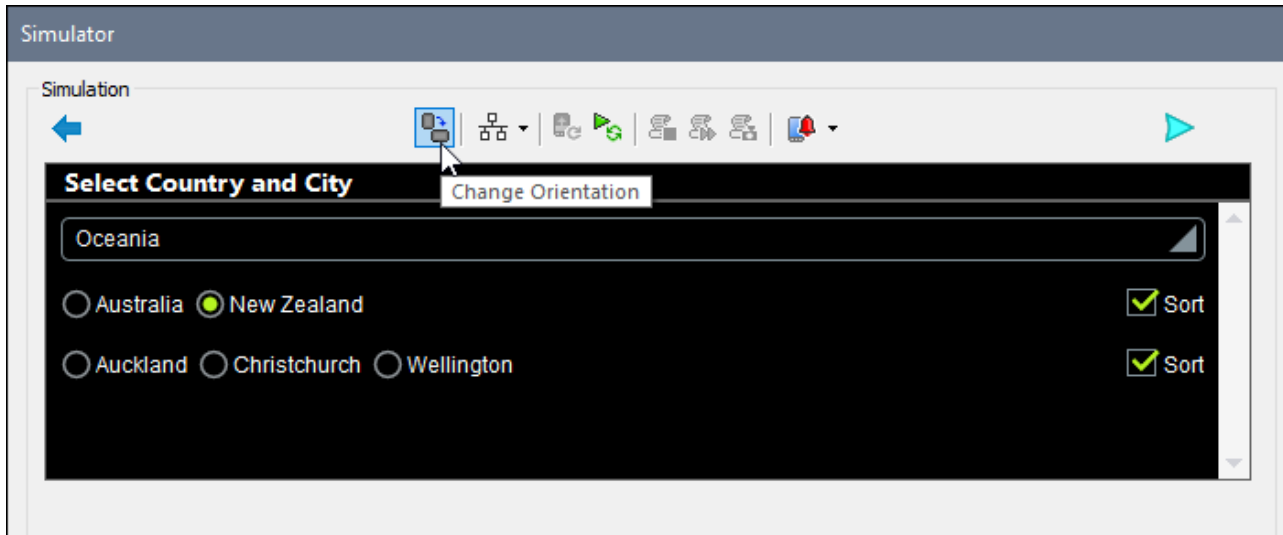 Simulator
Simulation
Select Country and City
Change Orientation
Oceania
Australia New Zealand Sort
Auckland Christchurch Wellington Sort